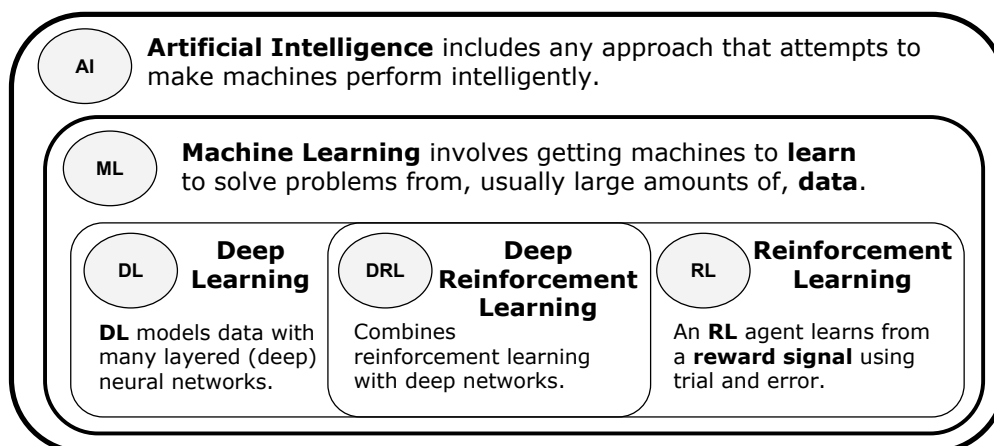 AI
Artificial Intelligence includes any approach that attempts to
make machines perform intelligently.
ML
Machine Learning involves getting machines to learn
to solve problems from, usually large amounts of, data.
DL
Deep
Learning
DL models data with
many layered (deep)
neural networks.
DRL
Deep
Reinforcement
Learning
Combines
reinforcement learning
with deep networks.
RL
Reinforcement
Learning
An RL agent learns from
a reward signal using
trial and error.